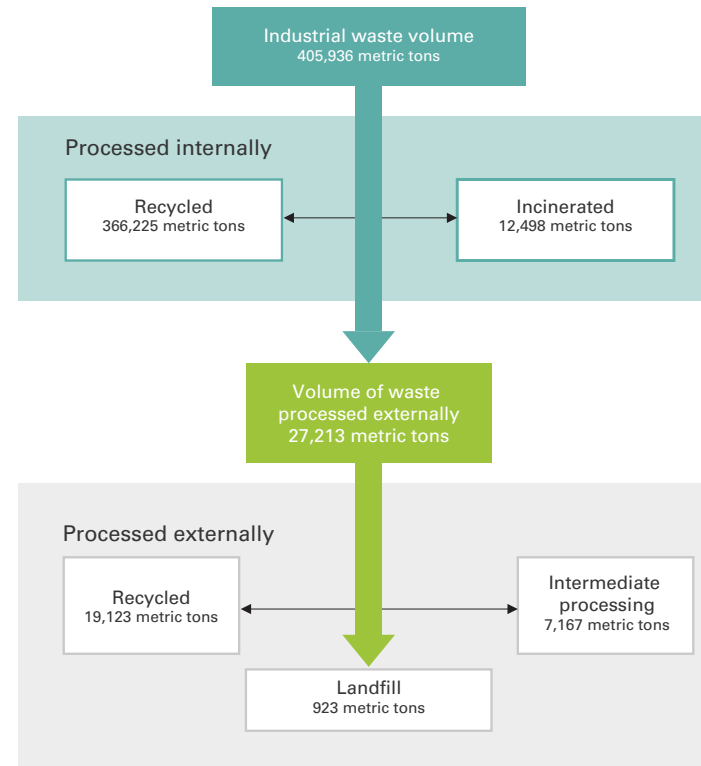 Industrial waste volume
405,936 metric tons
Processed internally
Recycled
366,225 metric tons
Incinerated
12,498 metric tons
Volume of waste
processed externally
27,213 metric tons
Processed externally
Recycled
19,123 metric tons
Intermediate
processing
7,167 metric tons
Landfill
923 metric tons